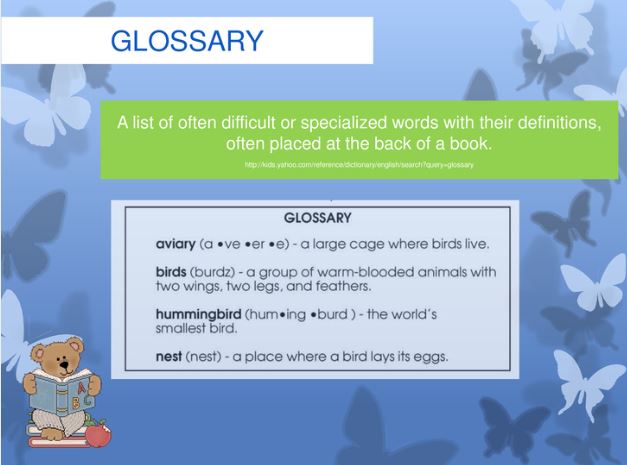 GLOSSARY
A list of often difficult or specialized words with their definitions,
often placed at the back of a book.
http://kids.yahoo.com/reference/dictionary/english/search?query=glossary
GLOSSARY
aviary (a •ve •er •e) - a large cage where birds live.
birds (burdz) - a group of warm-blooded animals with
two wings, two legs, and feathers.
hummingbird (hum•ing •burd ) - the world´s
smallest bird.
nest (nest) - a place where a bird lays its eggs.
A
B
C